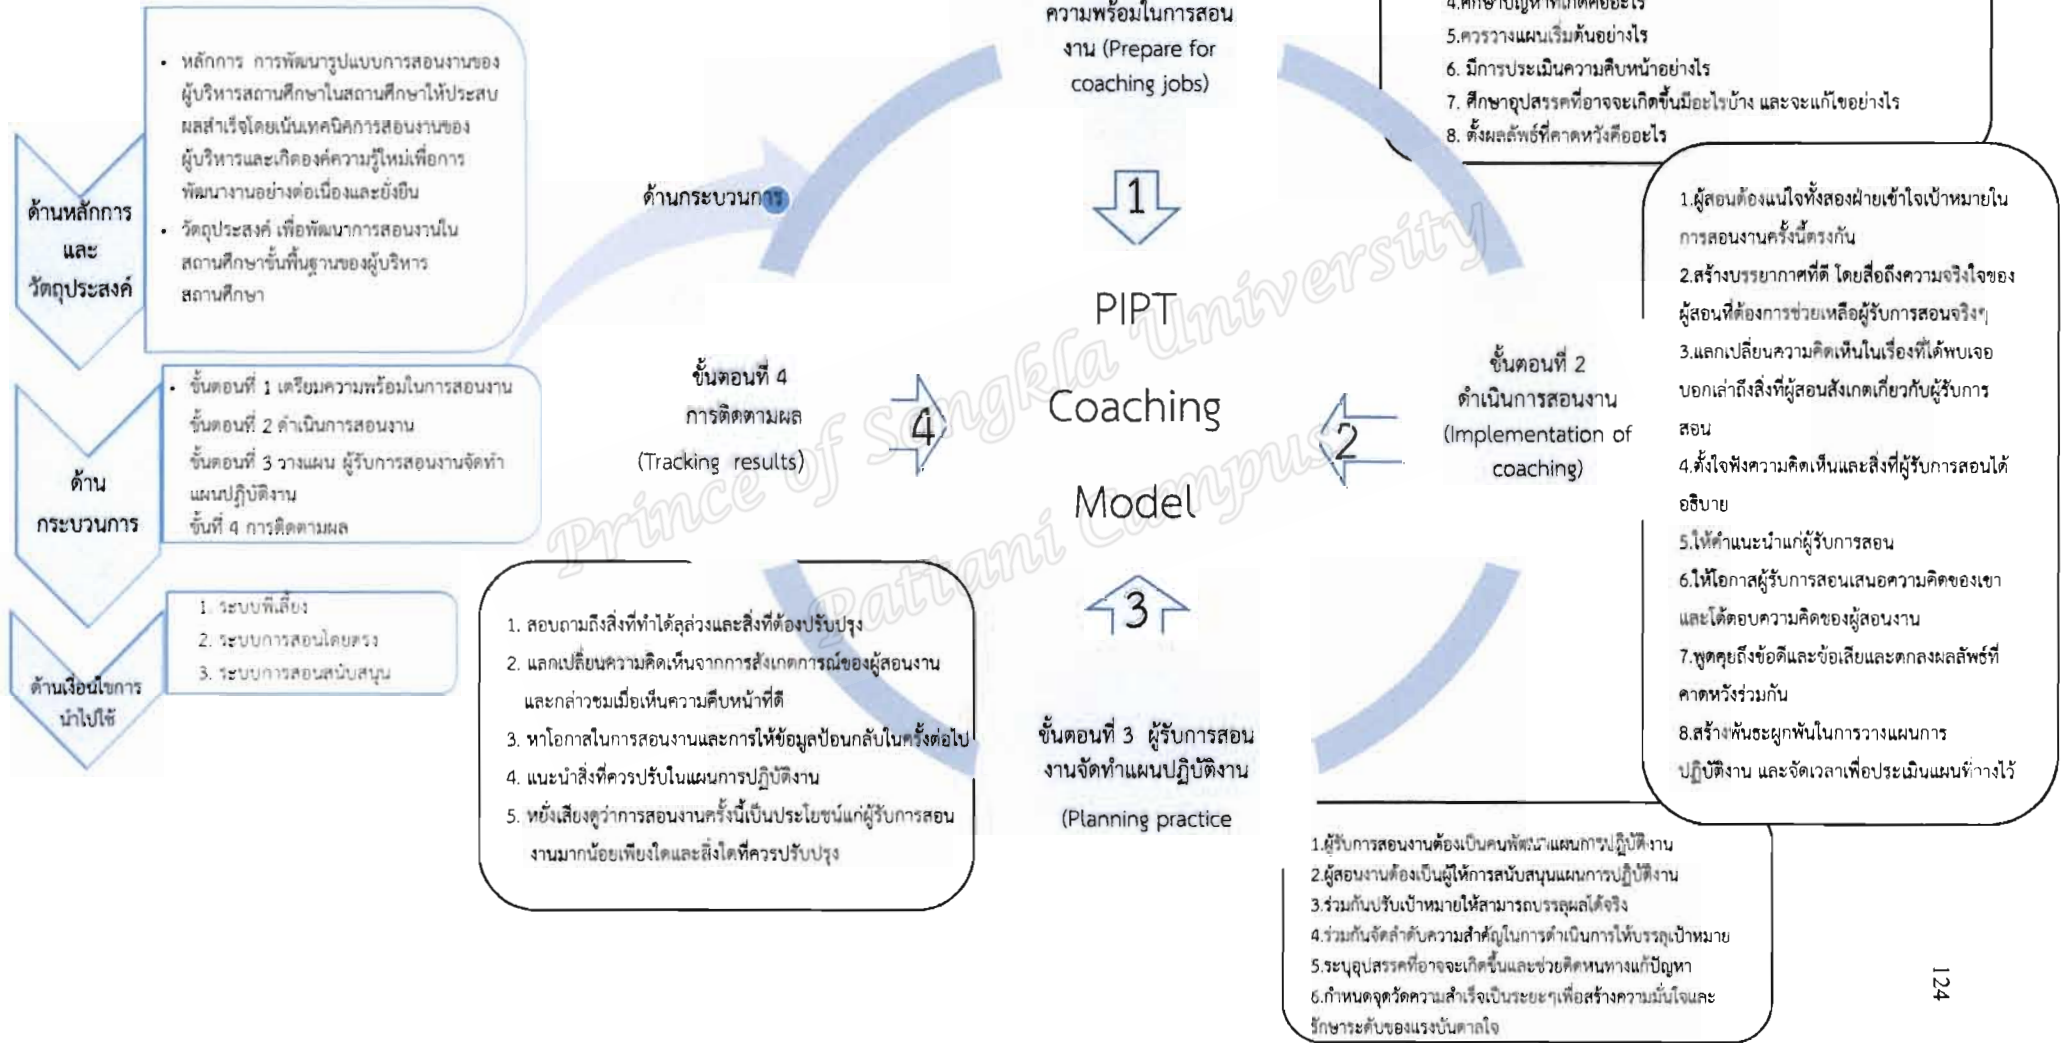 ด้านหลักการ
และ
วัตถุประสงค์
• หลักการ การพัฒนารูปแบบการสอนงานของ
ผู้บริหารสถานศึกษาในสถานศึกษาให้ประสบ
ผลสำเร็จโดยเน้นเทคนิคการสอนงานของ
ผู้บริหารและเกิดองค์ความรู้ใหม่เพื่อการ
พัฒนางานอย่างต่อเนื่องและยั่งยืน
• วัตถุประสงค์ เพื่อพัฒนาการสอนงานใน
สถานศึกษาขั้นพื้นฐานของผู้บริหาร
สถานศึกษา
ด้าน
กระบวนการ
• ขั้นตอนที่ 1 เตรียมความพร้อมในการสอนงาน
ขั้นตอนที่ 2 ดำเนินการสอนงาน
ขั้นตอนที่ 3 วางแผน ผู้รับการสอนงานจัดทำ
แผนปฏิบัติงาน
ขั้นที่ 4 การติดตามผล
ด้านเงื่อนไขการ
นำไปใช้
1. ระบบพี่เลี้ยง
2. ระบบการสอนโดยตรง
3. ระบบการสอนสนับสนุน
ด้านกระบวนการ
ความพร้อมในการสอน
งาน (Prepare for
coaching jobs)
1
4.ศึกษาปัญหาที่เกิดคืออะไร
5.ควรวางแผนเริ่มต้นอย่างไร
6. มีการประเมินความคืบหน้าอย่างไร
7. ศึกษาอุปสรรคที่อาจจะเกิดขึ้นมีอะไรบ้าง และจะแก้ไขอย่างไร
8. ตั้งผลลัพธ์ที่คาดหวังคืออะไร
PIPT
Coaching
Model
ขั้นตอนที่ 2
ดำเนินการสอนงาน
(Implementation of
coaching)
2
1.ผู้สอนต้องแน่ใจทั้งสองฝ่ายเข้าใจเป้าหมายใน
การสอนงานครั้งนี้ตรงกัน
2.สร้างบรรยากาศที่ดี โดยสื่อถึงความจริงใจของ
ผู้สอนที่ต้องการช่วยเหลือผู้รับการสอนจริงๆ
3.แลกเปลี่ยนความคิดเห็นในเรื่องที่ได้พบเจอ
บอกเล่าถึงสิ่งที่ผู้สอนสังเกตเกี่ยวกับผู้รับการ
สอน
4.ตั้งใจฟังความคิดเห็นและสิ่งที่ผู้รับการสอนได้
อธิบาย
5.ให้คำแนะนำแก่ผู้รับการสอน
6.ให้โอกาสผู้รับการสอนเสนอความคิดของเขา
และโต้ตอบความคิดของผู้สอนงาน
7.พูดคุยถึงข้อดีและข้อเสียและตกลงผลลัพธ์ที่
คาดหวังร่วมกัน
8.สร้างพันธะผูกพันในการวางแผนการ
ปฏิบัติงาน และจัดเวลาเพื่อประเมินแผนที่วางไว้
3
ขั้นตอนที่ 3 ผู้รับการสอน
งานจัดทำแผนปฏิบัติงาน
(Planning practice
1.ผู้รับการสอนงานต้องเป็นคนพัฒนาแผนการปฏิบัติงาน
2.ผู้สอนงานต้องเป็นผู้ให้การสนับสนุนแผนการปฏิบัติงาน
3.ร่วมกันปรับเป้าหมายให้สามารถบรรลุผลได้จริง
4.ร่วมกันจัดลำดับความสำคัญในการดำเนินการให้บรรลุเป้าหมาย
5.ระบุอุปสรรคที่อาจจะเกิดขึ้นและช่วยคิดหนทางแก้ปัญหา
6.กำหนดจุดวัดความสำเร็จเป็นระยะๆเพื่อสร้างความมั่นใจและ
รักษาระดับของแรงบันดาลใจ
ขั้นตอนที่ 4
การติดตามผล
(Tracking results)
4
1. สอบถามถึงสิ่งที่ทำได้ลุล่วงและสิ่งที่ต้องปรับปรุง
2. แลกเปลี่ยนความคิดเห็นจากการสังเกตการณ์ของผู้สอนงาน
และกล่าวชมเมื่อเห็นความคืบหน้าที่ดี
3. หาโอกาสในการสอนงานและการให้ข้อมูลป้อนกลับในครั้งต่อไป
4. แนะนำสิ่งที่ควรปรับในแผนการปฏิบัติงาน
5. หยั่งเสียงดูว่าการสอนงานครั้งนี้เป็นประโยชน์แก่ผู้รับการสอน
งานมากน้อยเพียงใดและสิ่งใดที่ควรปรับปรุง
Prince of Songkla University
Pattani Campus
124